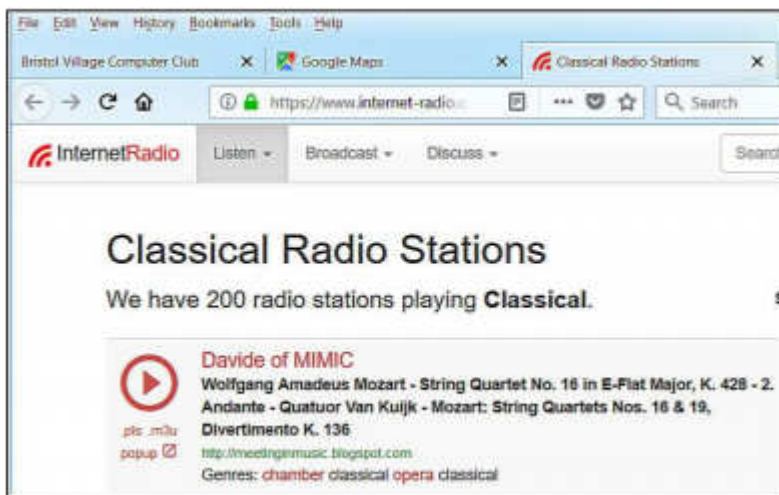 File Edit View History Bookmarks Tools Help
Bristol Village Computer Club Google Maps Classical Radio Stations
https://www.internet-radio. Search
InternetRadio Listen Broadcast Discuss Search
Classical Radio Stations
We have 200 radio stations playing Classical.
Davide of MIMIC
Wolfgang Amadeus Mozart - String Quartet No. 16 in E-Flat Major, K. 428 - 2.
Andante - Quatuor Van Kuijk - Mozart: String Quartets Nos. 16 & 19,
.pls .m3u Divertimento K. 136
popup http://meetinginmusic.blogspot.com
Genres: chamber classical opera classical